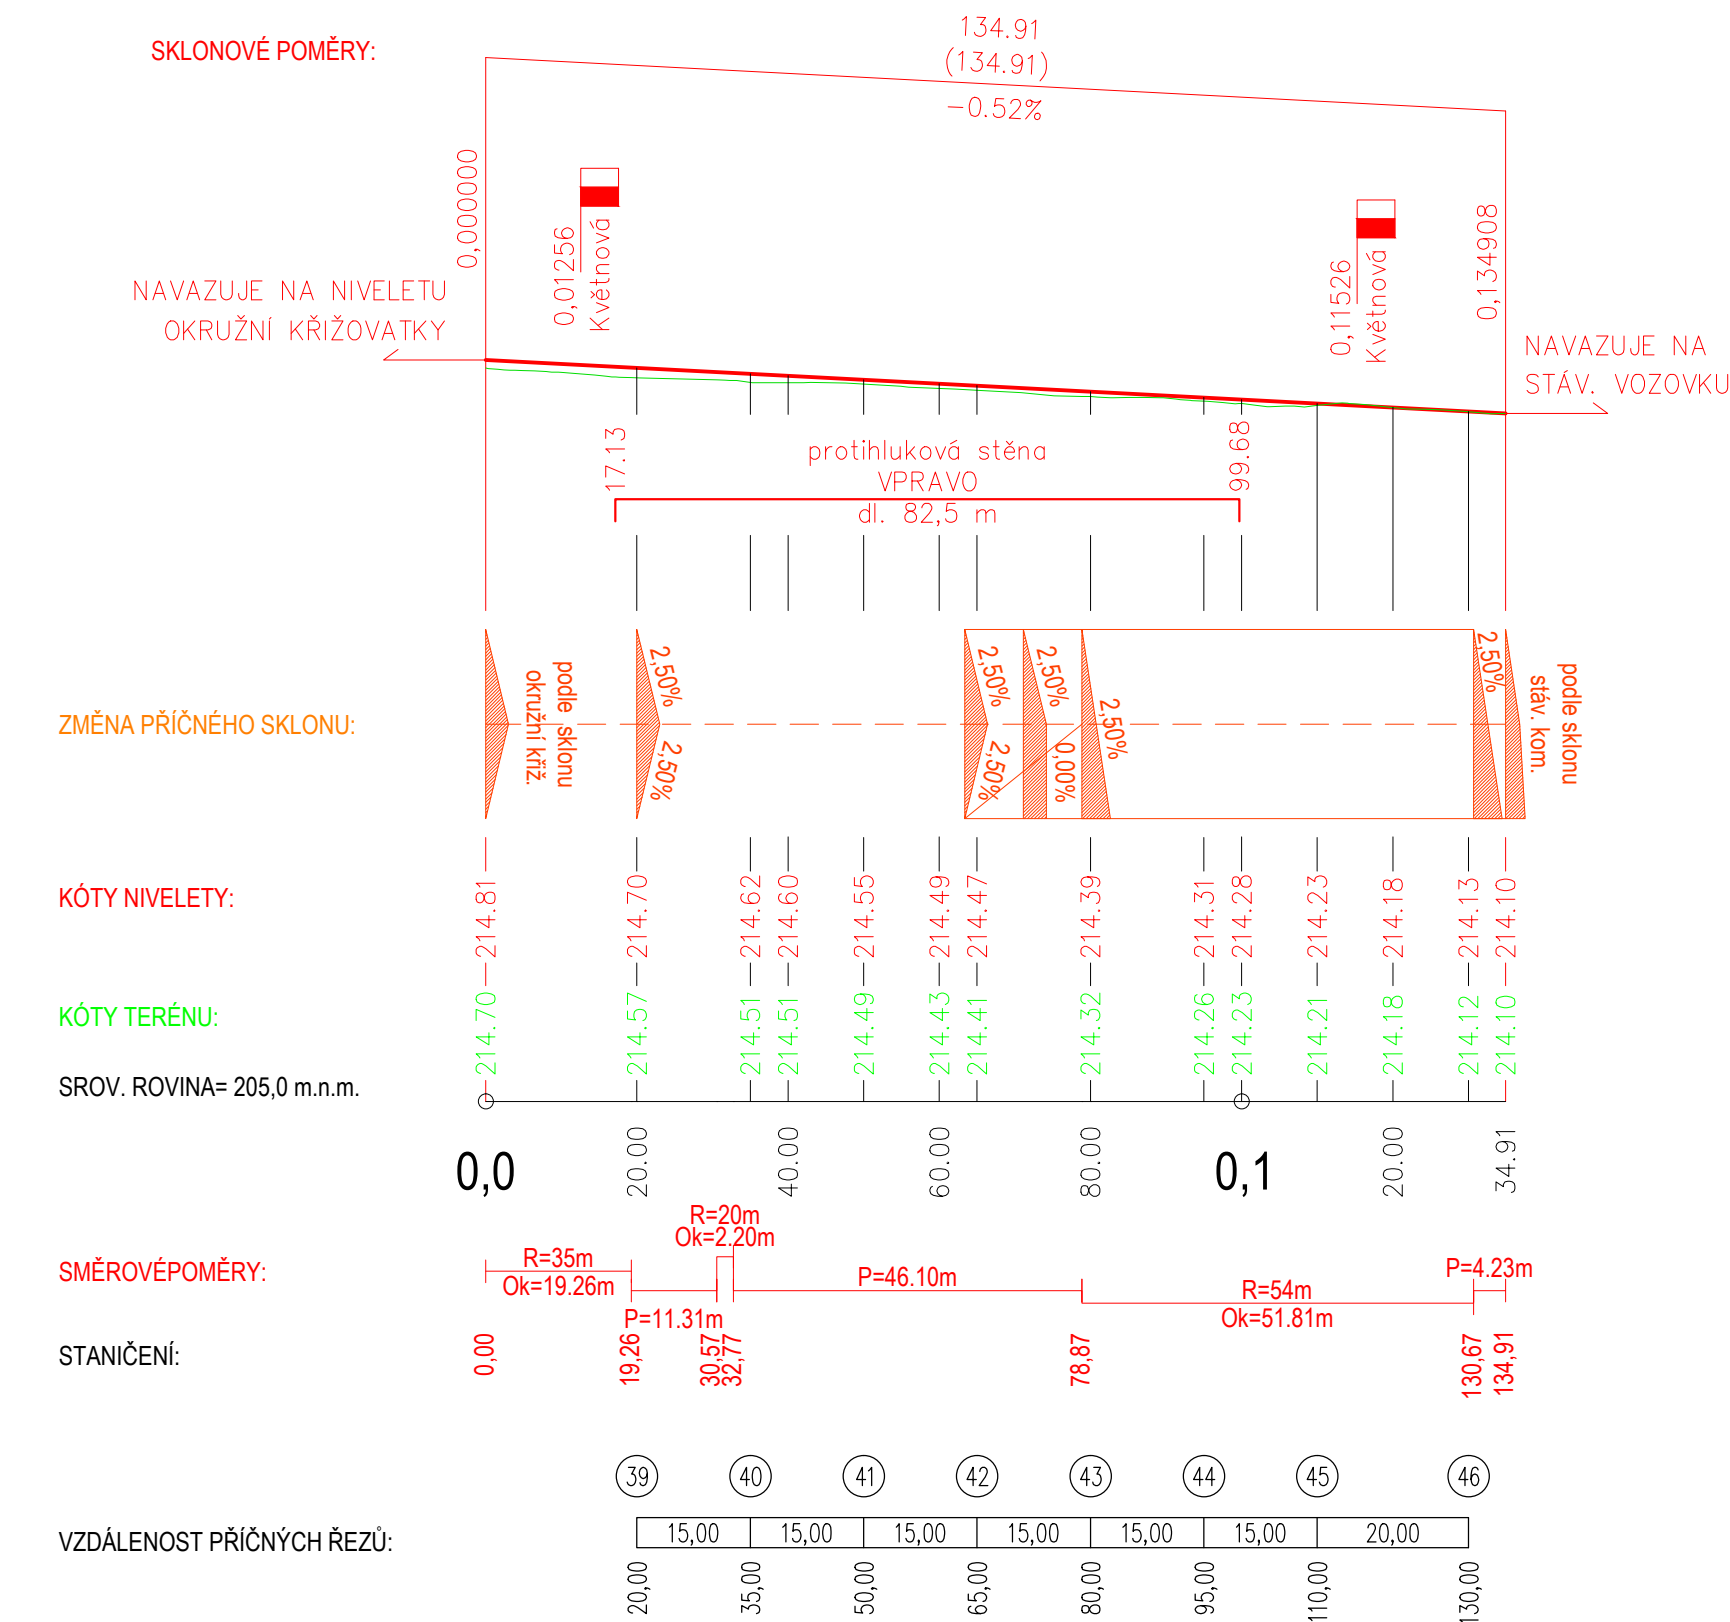 SKLONOVÉ POMĚRY:
134.91
(134.91)
-0.52%
0,000000
0,01256
Květnová
0,11526
Květnová
0,134908
NAVAZUJE NA NIVELETU
OKRUŽNÍ KŘIŽOVATKY
NAVAZUJE NA
STÁV. VOZOVKU
17.13
protihluková stěna
VPRAVO
dl. 82,5 m
99.68
ZMĚNA PŘÍČNÉHO SKLONU:
podle sklonu
okružní křiž.
2,50%
2,50%
2,50%
2,50%
2,50%
0,00%
2,50%
2,50%
podle sklonu
stáv. kom.
KÓTY NIVELETY:
214.81 214.70 214.62 214.60 214.55 214.49 214.47 214.39 214.31 214.28 214.23 214.18 214.13 214.10
KÓTY TERÉNU:
214.70 214.57 214.51 214.51 214.49 214.43 214.41 214.32 214.26 214.23 214.21 214.18 214.12 214.10
SROV. ROVINA= 205,0 m.n.m.
0,0 20.00 40.00 60.00 80.00 0,1 20.00 34.91
SMĚROVÉPOMĚRY:
R=35m
Ok=19.26m
P=11.31m
R=20m
Ok=2.20m
P=46.10m
R=54m
Ok=51.81m
P=4.23m
STANIČENÍ:
0,00 19,26 30,57 32,77 78,87 130,67 134,91
39 40 41 42 43 44 45 46
VZDÁLENOST PŘÍČNÝCH ŘEZŮ:
15,00 15,00 15,00 15,00 15,00 15,00 20,00
20,00 35,00 50,00 65,00 80,00 95,00 110,00 130,00